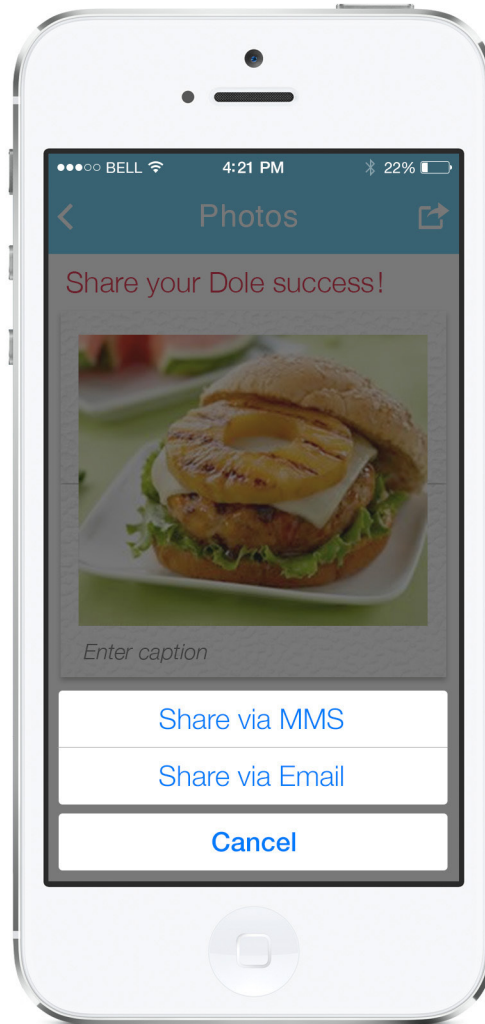 BELL 4:21 PM 22%
Photos
Share your Dole success!
Enter caption
Share via MMS
Share via Email
Cancel